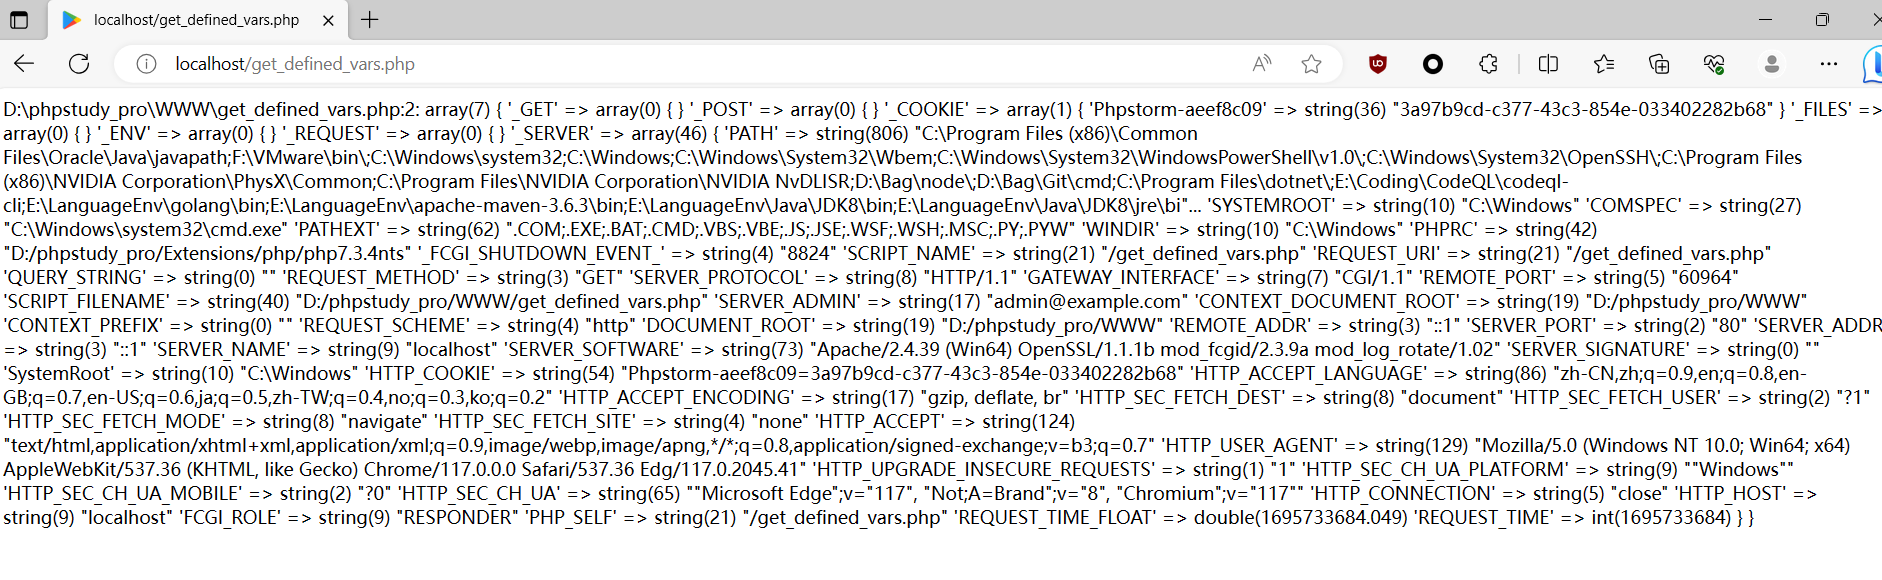 localhost/get_defined_vars.php
localhost/get_defined_vars.php
D:\phpstudy_pro\WWW\get_defined_vars.php:2: array(7) { '_GET' => array(0) { } '_POST' => array(0) { } '_COOKIE' => array(1) { 'Phpstorm-aeef8c09' => string(36) "3a97b9cd-c377-43c3-854e-033402282b68" } '_FILES' =>
array(0) { } '_ENV' => array(0) { } '_REQUEST' => array(0) { } '_SERVER' => array(46) { 'PATH' => string(806) "C:\Program Files (x86)\Common
Files\Oracle\Java\javapath;F:\VMware\bin\;C:\Windows\system32;C:\Windows;C:\Windows\System32\Wbem;C:\Windows\System32\WindowsPowerShell\v1.0\;C:\Windows\System32\OpenSSH\;C:\Program Files
(x86)\NVIDIA Corporation\PhysX\Common;C:\Program Files\NVIDIA Corporation\NVIDIA NvDLISR;D:\Bag\node\;D:\Bag\Git\cmd;C:\Program Files\dotnet\;E:\Coding\CodeQL\codeql-
cli;E:\LanguageEnv\golang\bin;E:\LanguageEnv\apache-maven-3.6.3\bin;E:\LanguageEnv\Java\JDK8\bin;E:\LanguageEnv\Java\JDK8\jre\bi"... 'SYSTEMROOT' => string(10) "C:\Windows" 'COMSPEC' => string(27)
"C:\Windows\system32\cmd.exe" 'PATHEXT' => string(62) ".COM;.EXE;.BAT;.CMD;.VBS;.VBE;.JS;.JSE;.WSF;.WSH;.MSC;.PY;.PYW" 'WINDIR' => string(10) "C:\Windows" 'PHPRC' => string(42)
"D:/phpstudy_pro/Extensions/php/php7.3.4nts" '_FCGI_SHUTDOWN_EVENT_' => string(4) "8824" 'SCRIPT_NAME' => string(21) "/get_defined_vars.php" 'REQUEST_URI' => string(21) "/get_defined_vars.php"
'QUERY_STRING' => string(0) "" 'REQUEST_METHOD' => string(3) "GET" 'SERVER_PROTOCOL' => string(8) "HTTP/1.1" 'GATEWAY_INTERFACE' => string(7) "CGI/1.1" 'REMOTE_PORT' => string(5) "60964"
'SCRIPT_FILENAME' => string(40) "D:/phpstudy_pro/WWW/get_defined_vars.php" 'SERVER_ADMIN' => string(17) "admin@example.com" 'CONTEXT_DOCUMENT_ROOT' => string(19) "D:/phpstudy_pro/WWW"
'CONTEXT_PREFIX' => string(0) "" 'REQUEST_SCHEME' => string(4) "http" 'DOCUMENT_ROOT' => string(19) "D:/phpstudy_pro/WWW" 'REMOTE_ADDR' => string(3) "::1" 'SERVER_PORT' => string(2) "80" 'SERVER_ADDR
=> string(3) "::1" 'SERVER_NAME' => string(9) "localhost" 'SERVER_SOFTWARE' => string(73) "Apache/2.4.39 (Win64) OpenSSL/1.1.1b mod_fcgid/2.3.9a mod_log_rotate/1.02" 'SERVER_SIGNATURE' => string(0) ""
'SystemRoot' => string(10) "C:\Windows" 'HTTP_COOKIE' => string(54) "Phpstorm-aeef8c09=3a97b9cd-c377-43c3-854e-033402282b68" 'HTTP_ACCEPT_LANGUAGE' => string(86) "zh-CN,zh;q=0.9,en;q=0.8,en-
GB;q=0.7,en-US;q=0.6,ja;q=0.5,zh-TW;q=0.4,no;q=0.3,ko;q=0.2" 'HTTP_ACCEPT_ENCODING' => string(17) "gzip, deflate, br" 'HTTP_SEC_FETCH_DEST' => string(8) "document" 'HTTP_SEC_FETCH_USER' => string(2) "?1"
'HTTP_SEC_FETCH_MODE' => string(8) "navigate" 'HTTP_SEC_FETCH_SITE' => string(4) "none" 'HTTP_ACCEPT' => string(124)
"text/html,application/xhtml+xml,application/xml;q=0.9,image/webp,image/apng,*/*;q=0.8,application/signed-exchange;v=b3;q=0.7" 'HTTP_USER_AGENT' => string(129) "Mozilla/5.0 (Windows NT 10.0; Win64; x64)
AppleWebKit/537.36 (KHTML, like Gecko) Chrome/117.0.0.0 Safari/537.36 Edg/117.0.2045.41" 'HTTP_UPGRADE_INSECURE_REQUESTS' => string(1) "1" 'HTTP_SEC_CH_UA_PLATFORM' => string(9) ""Windows""
'HTTP_SEC_CH_UA_MOBILE' => string(2) "?0" 'HTTP_SEC_CH_UA' => string(65) ""Microsoft Edge";v="117", "Not;A=Brand";v="8", "Chromium";v="117"" 'HTTP_CONNECTION' => string(5) "close" 'HTTP_HOST' =>
string(9) "localhost" 'FCGI_ROLE' => string(9) "RESPONDER" 'PHP_SELF' => string(21) "/get_defined_vars.php" 'REQUEST_TIME_FLOAT' => double(1695733684.049) 'REQUEST_TIME' => int(1695733684) } }